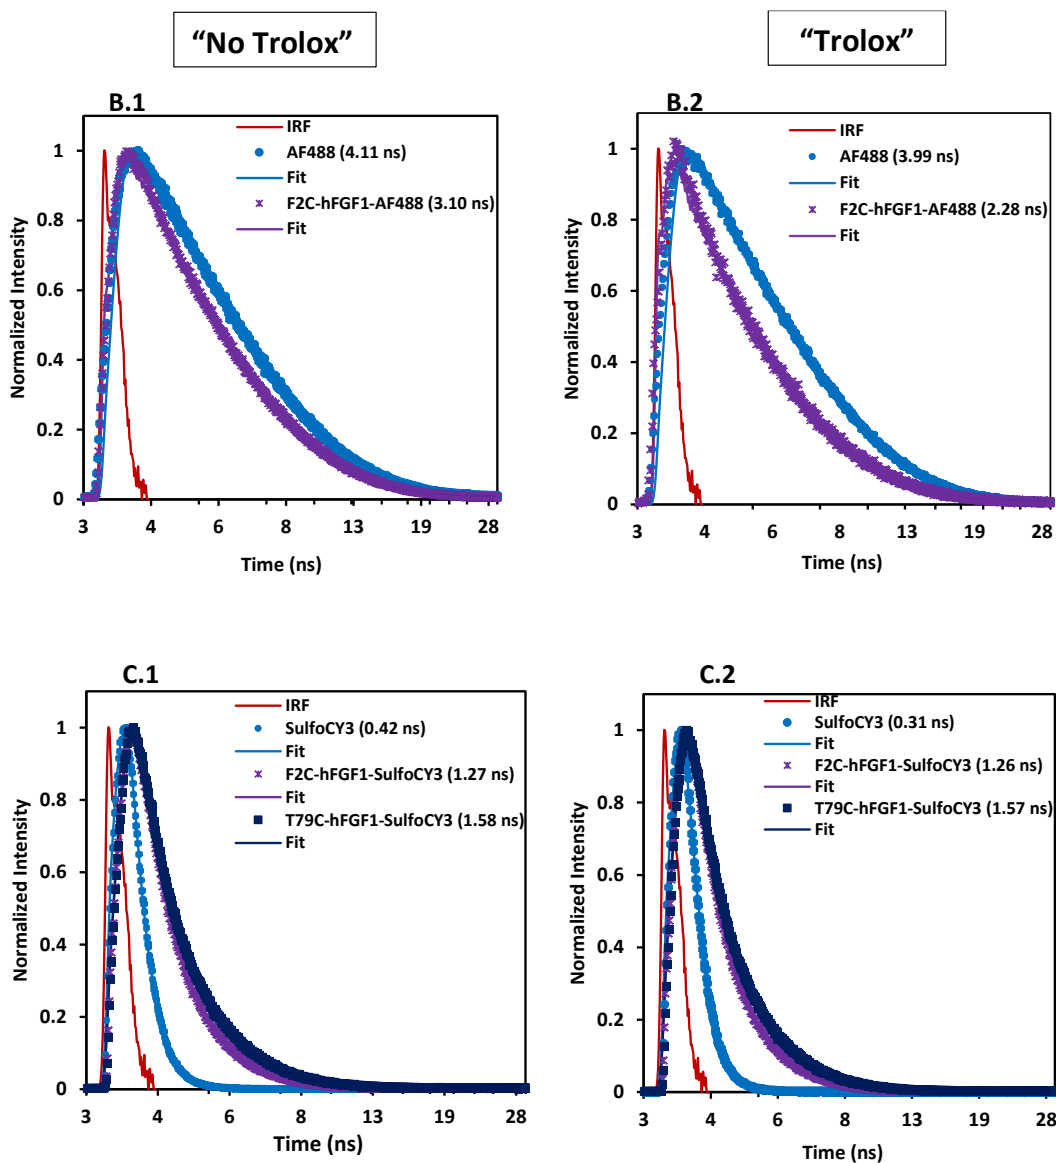 “No Trolox”
“Trolox”
B.1
IRF
AF488 (4.11 ns)
Fit
F2C-hFGF1-AF488 (3.10 ns)
Fit
1
0.8
0.6
0.4
0.2
0
Normalized Intensity
3 4 6 8 13 19 28
Time (ns)
B.2
IRF
AF488 (3.99 ns)
Fit
F2C-hFGF1-AF488 (2.28 ns)
Fit
1
0.8
0.6
0.4
0.2
0
Normalized Intensity
3 4 6 8 13 19 28
Time (ns)
C.1
IRF
SulfoCY3 (0.42 ns)
Fit
F2C-hFGF1-SulfoCY3 (1.27 ns)
Fit
T79C-hFGF1-SulfoCY3 (1.58 ns)
Fit
1
0.8
0.6
0.4
0.2
0
Normalized Intensity
3 4 6 8 13 19 28
Time (ns)
C.2
IRF
SulfoCY3 (0.31 ns)
Fit
F2C-hFGF1-SulfoCY3 (1.26 ns)
Fit
T79C-hFGF1-SulfoCY3 (1.57 ns)
Fit
1
0.8
0.6
0.4
0.2
0
Normalized Intensity
3 4 6 8 13 19 28
Time (ns)